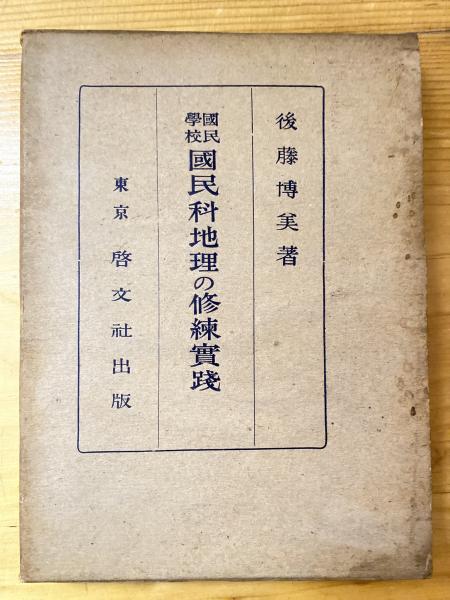 後藤博美著
國民學校
國民科地理の修練實踐
東京 啓文社出版